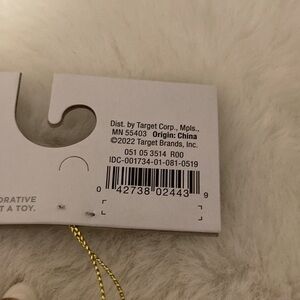 Dist. by Target Corp., Mpls.,
MN 55403 Origin: China
©2022 Target Brands, Inc.
051 05 3514 R00
IDC-001734-01-081-0519
0 42738 02443 9
ORATIVE
T A TOY.